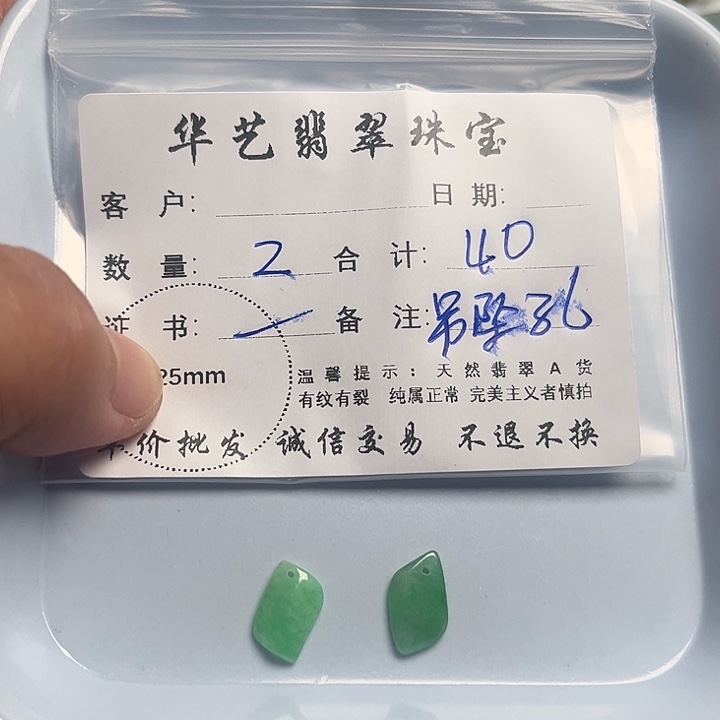 华艺翡翠珠宝
客 户: 日 期:
数 量: 2 合 计: 40
证 书: 备 注: 吊坠孔
25mm 温馨提示: 天然翡翠A货
有纹有裂 纯属正常 完美主义者慎拍
价批发 诚信交易 不退不换